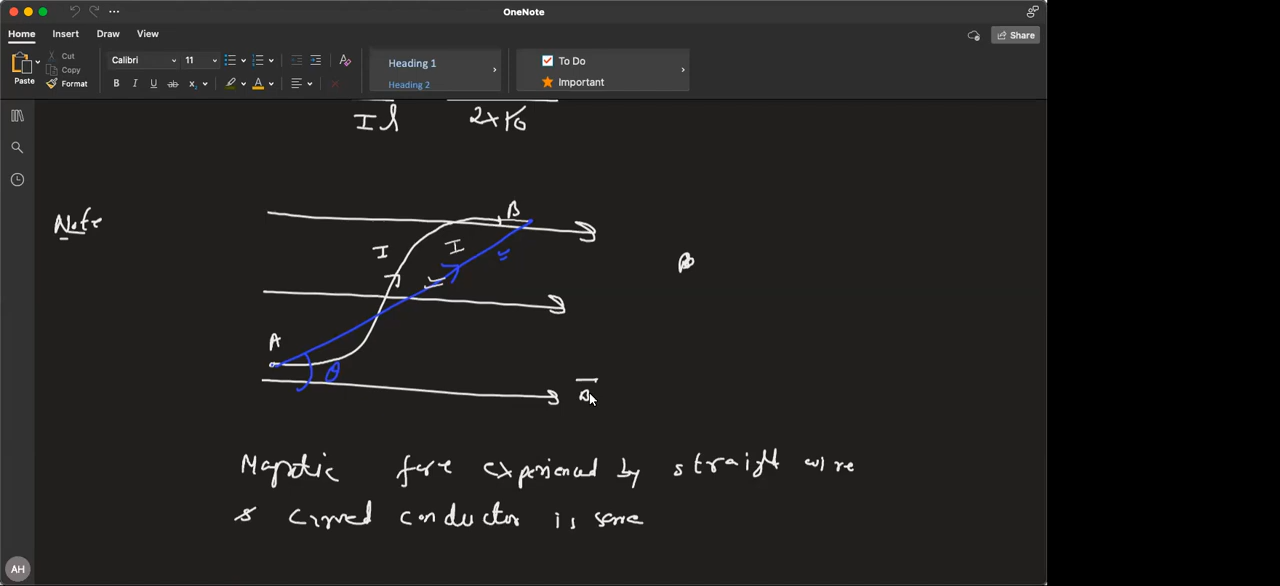 OneNote
Home Insert Draw View
Share
Paste
Cut
Copy
Format
Calibri 11
B I U ab x A
Heading 1
Heading 2
To Do
Important
I l 2 x 10
Note
B
I I
A
θ
B
Magnetic force experienced by straight wire
& curved conductor is same
AH